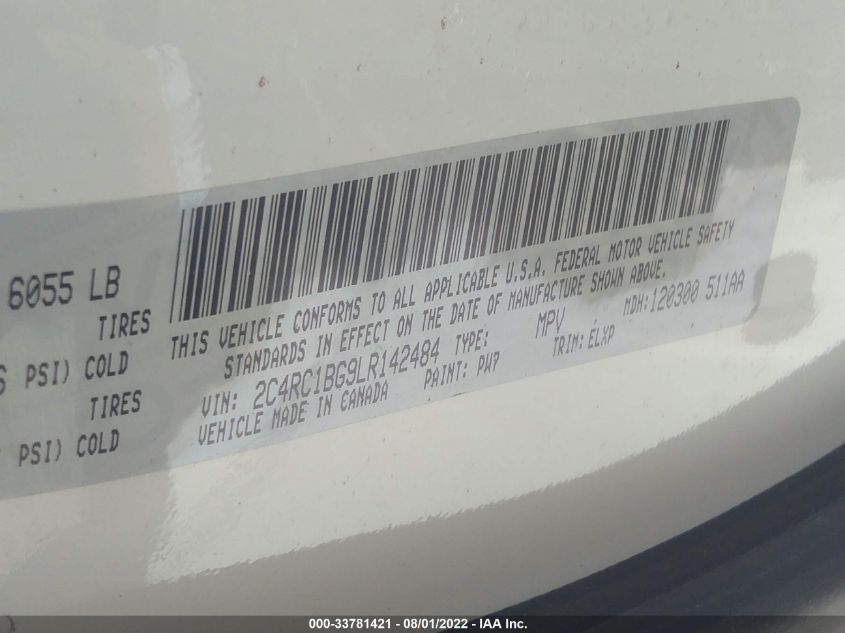 6055 LB
TIRES
PSI) COLD
TIRES
PSI) COLD
THIS VEHICLE CONFORMS TO ALL APPLICABLE U.S.A. FEDERAL MOTOR VEHICLE SAFETY
STANDARDS IN EFFECT ON THE DATE OF MANUFACTURE SHOWN ABOVE.
VIN: 2C4RC1BG9LR142484 TYPE: MPV MDH: 120300 511AA
VEHICLE MADE IN CANADA PAINT: PW7 TRIM: ELXP
000-33781421 - 08/01/2022 - IAA Inc.